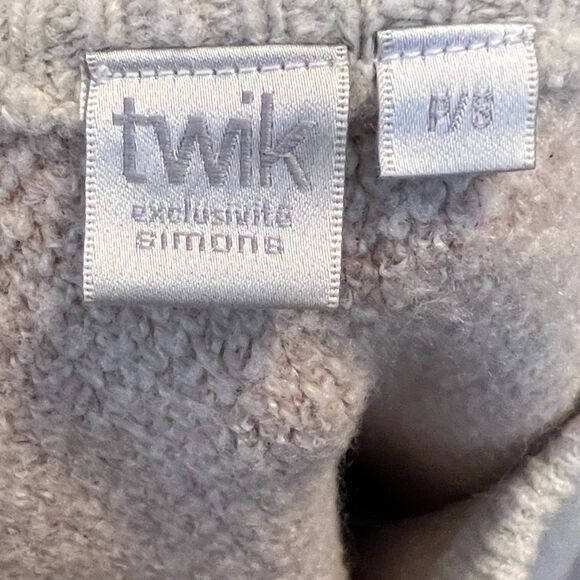 twik
exclusivité
simons
P/S